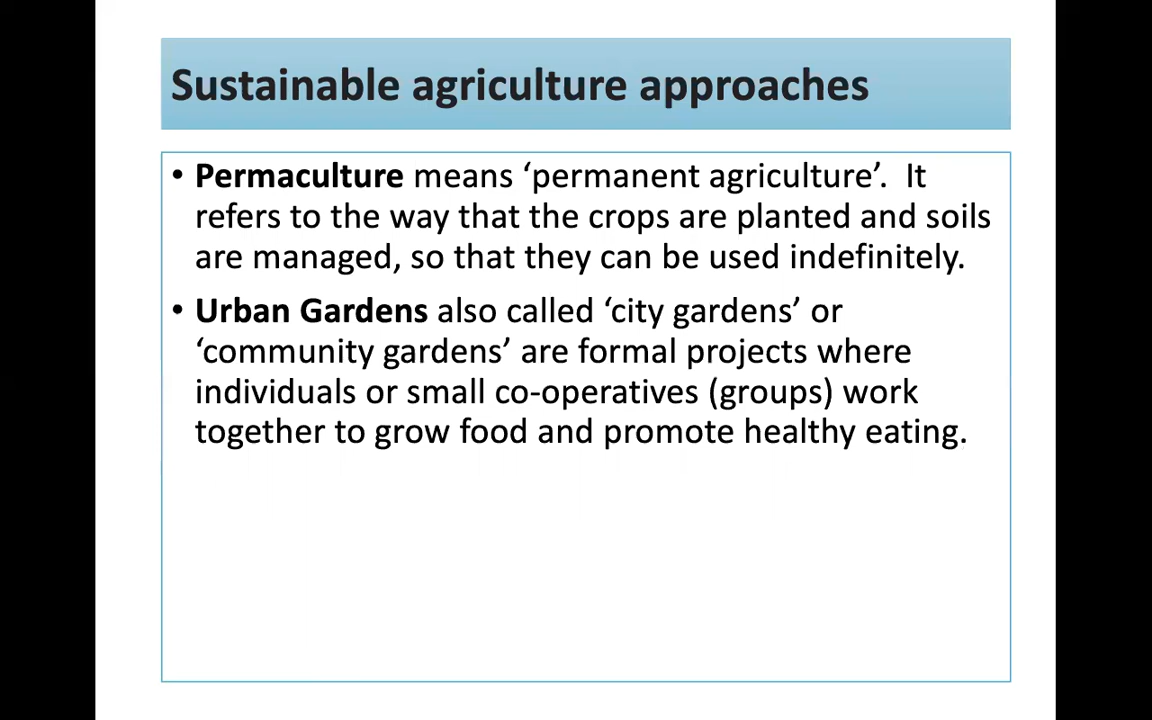 Sustainable agriculture approaches
• Permaculture means ‘permanent agriculture’.  It
refers to the way that the crops are planted and soils
are managed, so that they can be used indefinitely.
• Urban Gardens also called ‘city gardens’ or
‘community gardens’ are formal projects where
individuals or small co-operatives (groups) work
together to grow food and promote healthy eating.